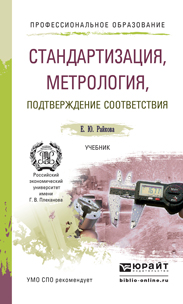 ПРОФЕССИОНАЛЬНОЕ ОБРАЗОВАНИЕ
СТАНДАРТИЗАЦИЯ,
МЕТРОЛОГИЯ,
ПОДТВЕРЖДЕНИЕ СООТВЕТСТВИЯ
Е. Ю. Райкова
УЧЕБНИК
Российский
экономический
университет
имени
Г. В. Плеханова
УМО СПО рекомендует
юрайт
ИЗДАТЕЛЬСТВО
biblio-online.ru